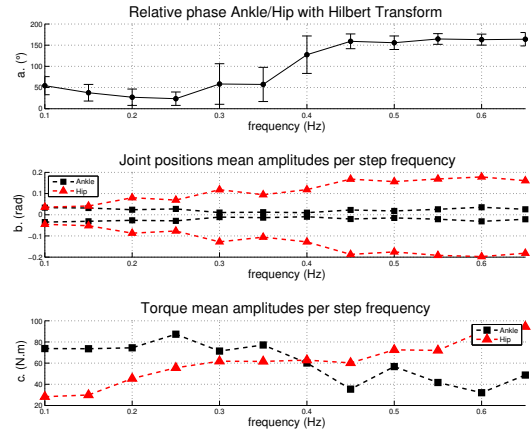 Relative phase Ankle/Hip with Hilbert Transform
200
150
100
50
0
a. (°)
0.1 0.2 0.3 0.4 0.5 0.6
frequency (Hz)
Joint positions mean amplitudes per step frequency
0.2
0.1
0
−0.1
−0.2
b. (rad)
Ankle
Hip
0.1 0.2 0.3 0.4 0.5 0.6
frequency (Hz)
Torque mean amplitudes per step frequency
100
80
60
40
20
c. (N.m)
Ankle
Hip
0.1 0.2 0.3 0.4 0.5 0.6
frequency (Hz)